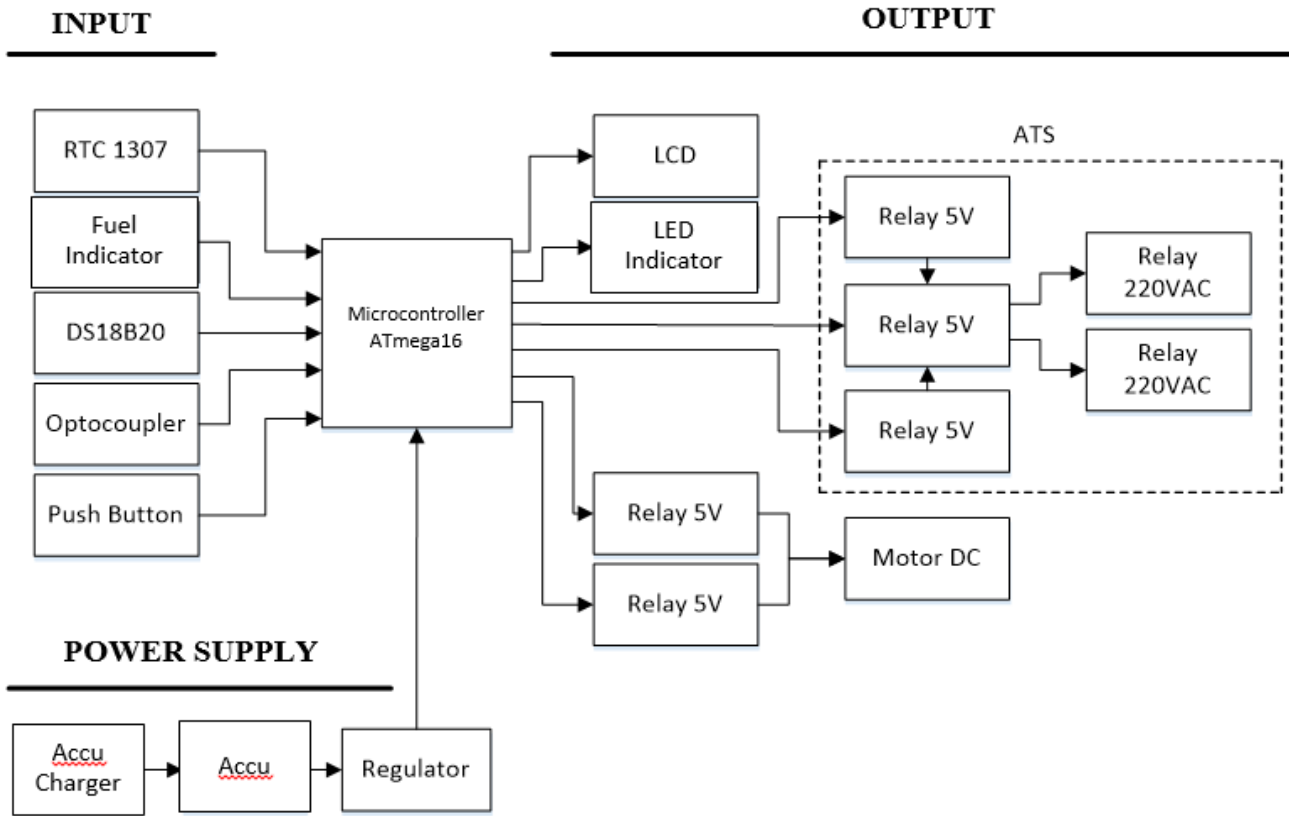 INPUT
OUTPUT
RTC 1307
Fuel
Indicator
DS18B20
Optocoupler
Push Button
Microcontroller
ATmega16
LCD
LED
Indicator
ATS
Relay 5V
Relay 5V
Relay 5V
Relay
220VAC
Relay
220VAC
Relay 5V
Relay 5V
Motor DC
POWER SUPPLY
Accu
Charger
Accu
Regulator